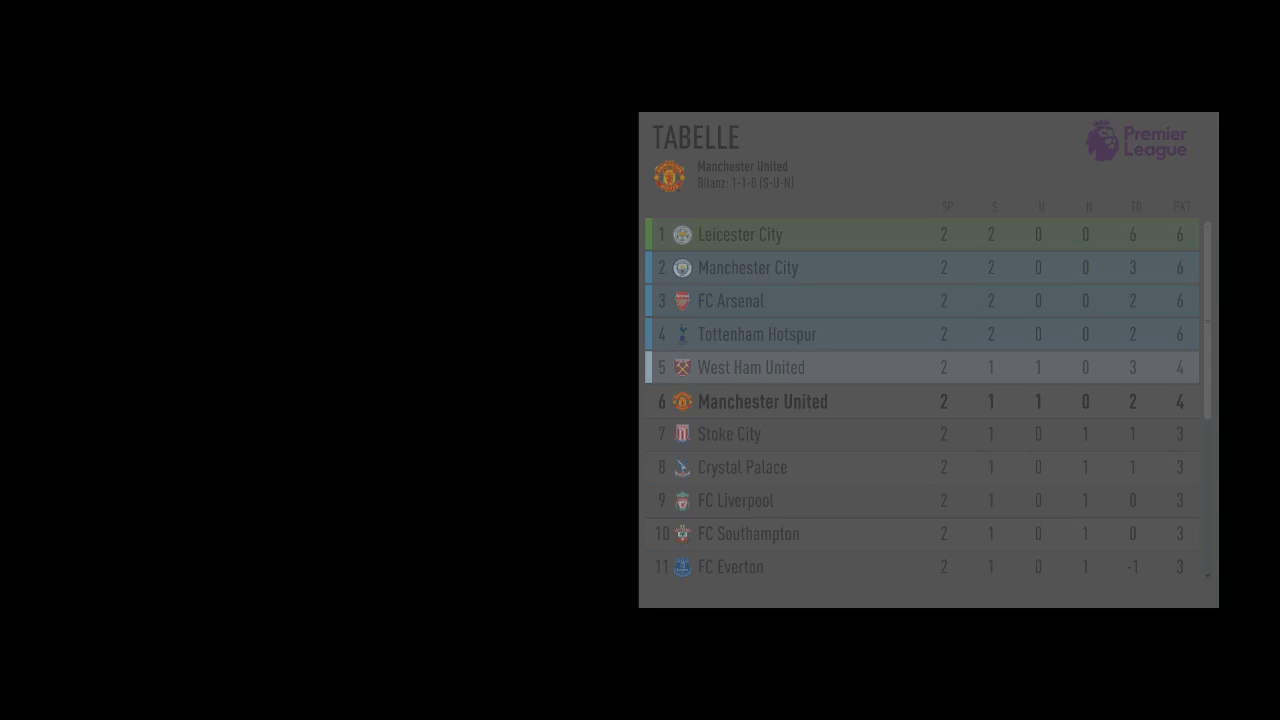 TABELLE
Premier
League
Manchester United
Bilanz: 1-1-0 (S-U-N)
SP S U N TD PKT
1 Leicester City 2 2 0 0 6 6
2 Manchester City 2 2 0 0 3 6
3 FC Arsenal 2 2 0 0 2 6
4 Tottenham Hotspur 2 2 0 0 2 6
5 West Ham United 2 1 1 0 3 4
6 Manchester United 2 1 1 0 2 4
7 Stoke City 2 1 0 1 1 3
8 Crystal Palace 2 1 0 1 1 3
9 FC Liverpool 2 1 0 1 0 3
10 FC Southampton 2 1 0 1 0 3
11 FC Everton 2 1 0 1 -1 3